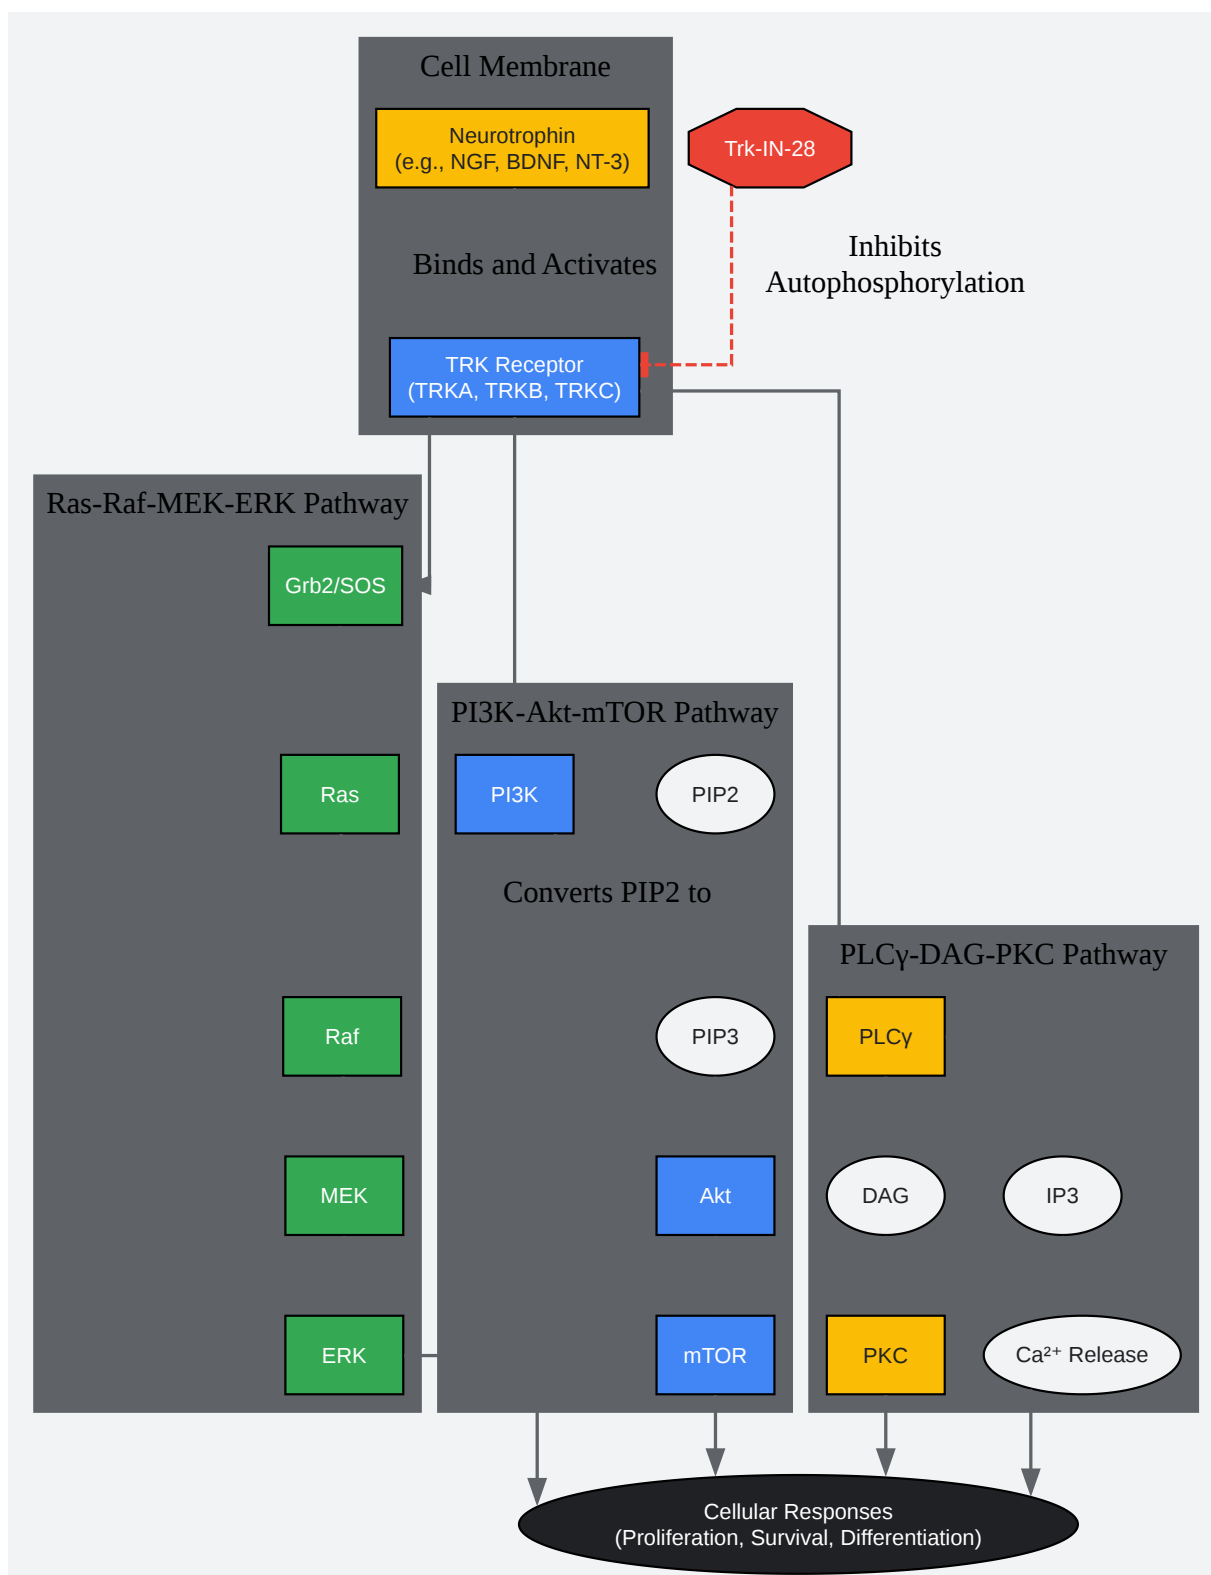 Cell Membrane
Neurotrophin
(e.g., NGF, BDNF, NT-3)
Trk-IN-28
Inhibits
Autophosphorylation
Binds and Activates
TRK Receptor
(TRKA, TRKB, TRKC)
Ras-Raf-MEK-ERK Pathway
Grb2/SOS
Ras
Raf
MEK
ERK
PI3K-Akt-mTOR Pathway
PI3K
PIP2
Converts PIP2 to
PIP3
Akt
mTOR
PLCγ-DAG-PKC Pathway
PLCγ
DAG
IP3
PKC
Ca²⁺ Release
Cellular Responses
(Proliferation, Survival, Differentiation)